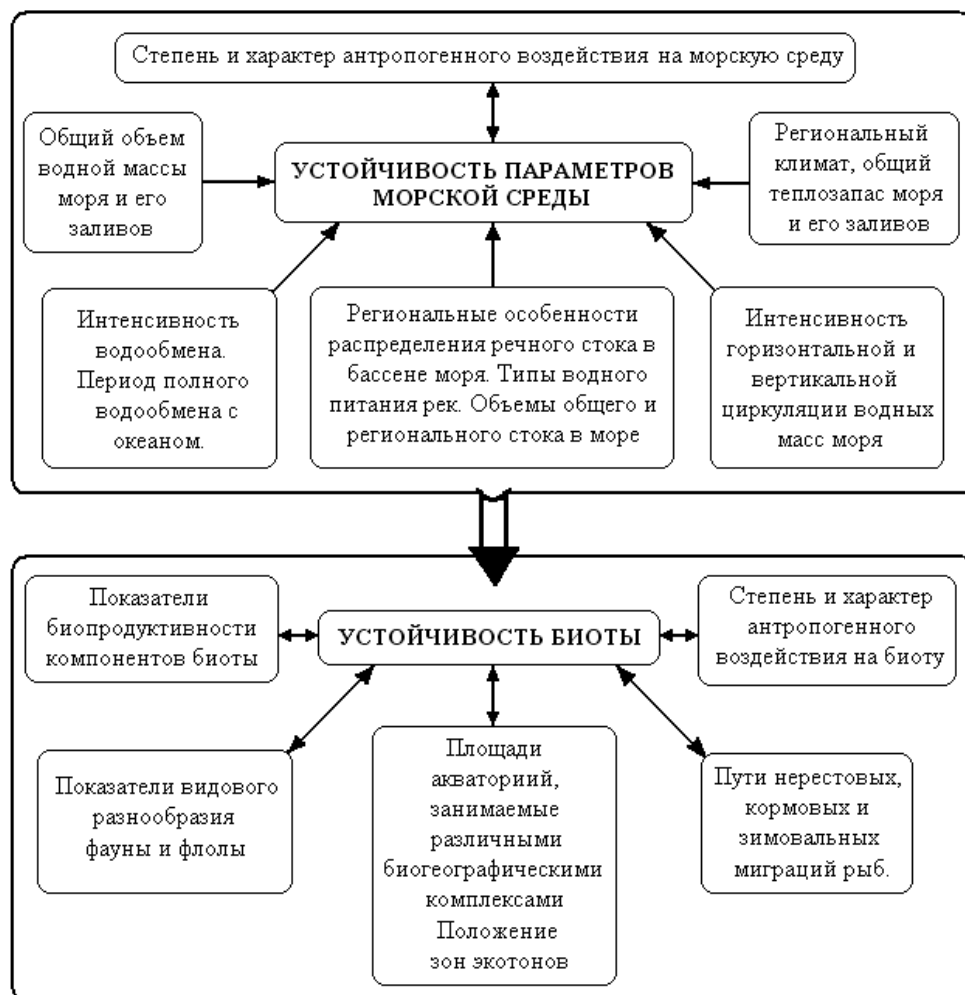 Степень и характер антропогенного воздействия на морскую среду
Общий объем
водной массы
моря и его
заливов
УСТОЙЧИВОСТЬ ПАРАМЕТРОВ
МОРСКОЙ СРЕДЫ
Региональный
климат, общий
теплозапас моря
и его заливов
Интенсивность
водообмена.
Период полного
водообмена с
океаном.
Региональные особенности
распределения речного стока в
бассене моря. Типы водного
питания рек. Объемы общего и
регионального стока в море
Интенсивность
горизонтальной и
вертикальной
циркуляции водных
масс моря
Показатели
биопродуктивности
компонентов биоты
УСТОЙЧИВОСТЬ БИОТЫ
Степень и характер
антропогенного
воздействия на биоту
Показатели видового
разнообразия
фауны и флолы
Площади
акваториий,
занимаемые
различными
биогеографическими
комплексами
Положение
зон экотонов
Пути нерестовых,
кормовых и
зимовальных
миграций рыб.